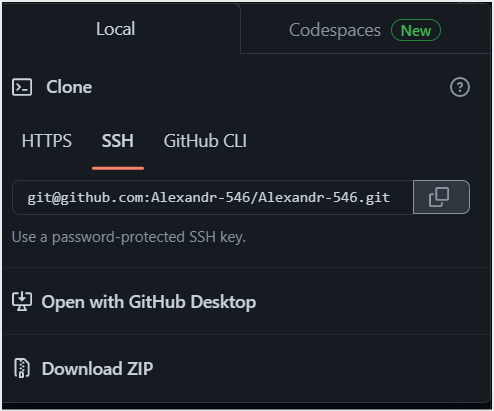 Local
Codespaces New
Clone
HTTPS SSH GitHub CLI
git@github.com:Alexandr-546/Alexandr-546.git
Use a password-protected SSH key.
Open with GitHub Desktop
Download ZIP